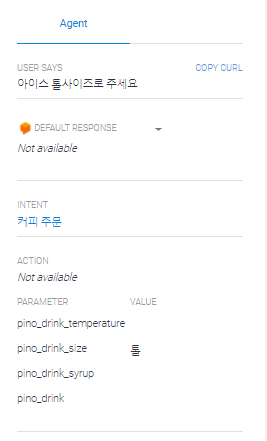 Agent
USER SAYS COPY CURL
아이스 톨사이즈로 주세요
DEFAULT RESPONSE
Not available
INTENT
커피 주문
ACTION
Not available
PARAMETER VALUE
pino_drink_temperature
pino_drink_size 톨
pino_drink_syrup
pino_drink